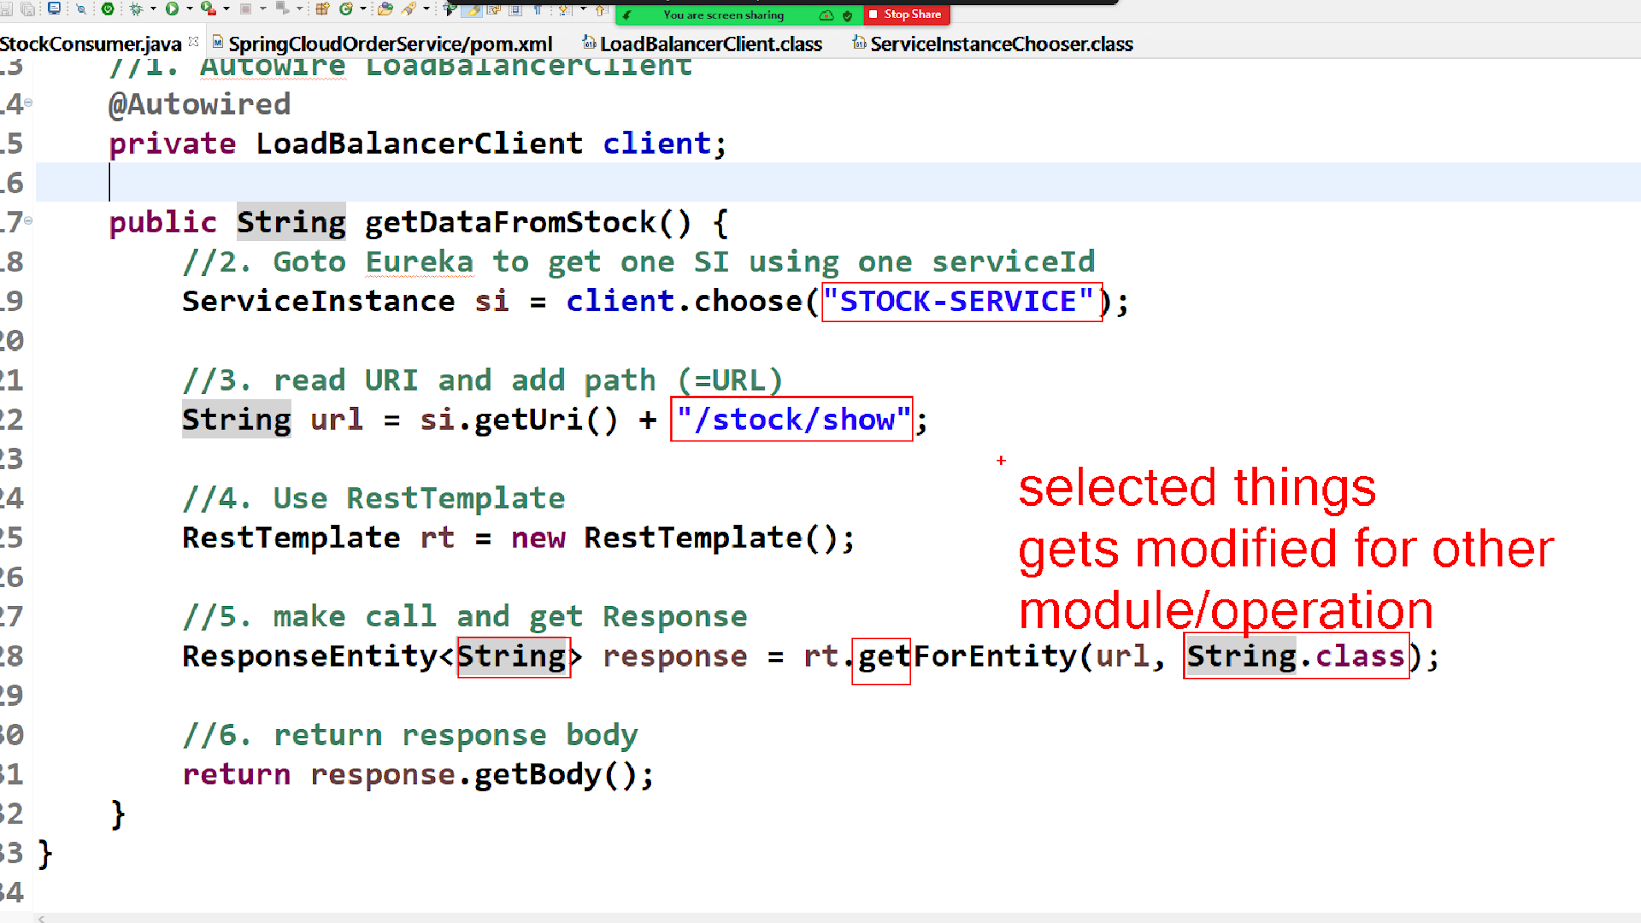 You are screen sharing
Stop Share
StockConsumer.java
SpringCloudOrderService/pom.xml
LoadBalancerClient.class
ServiceInstanceChooser.class
13 //1. Autowire LoadBalancerClient
14 @Autowired
15 private LoadBalancerClient client;
16
17 public String getDataFromStock() {
18 //2. Goto Eureka to get one SI using one serviceId
19 ServiceInstance si = client.choose("STOCK-SERVICE");
20
21 //3. read URI and add path (=URL)
22 String url = si.getUri() + "/stock/show";
23
24 //4. Use RestTemplate
25 RestTemplate rt = new RestTemplate();
26
27 //5. make call and get Response
28 ResponseEntity<String> response = rt.getForEntity(url, String.class);
29
30 //6. return response body
31 return response.getBody();
32 }
33 }
34
selected things
gets modified for other
module/operation